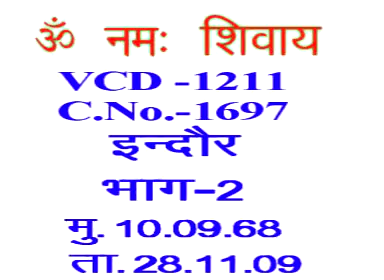 ॐ नमः शिवाय
VCD -1211
C.No.-1697
इन्दौर
भाग-2
मु. 10.09.68
ता. 28.11.09